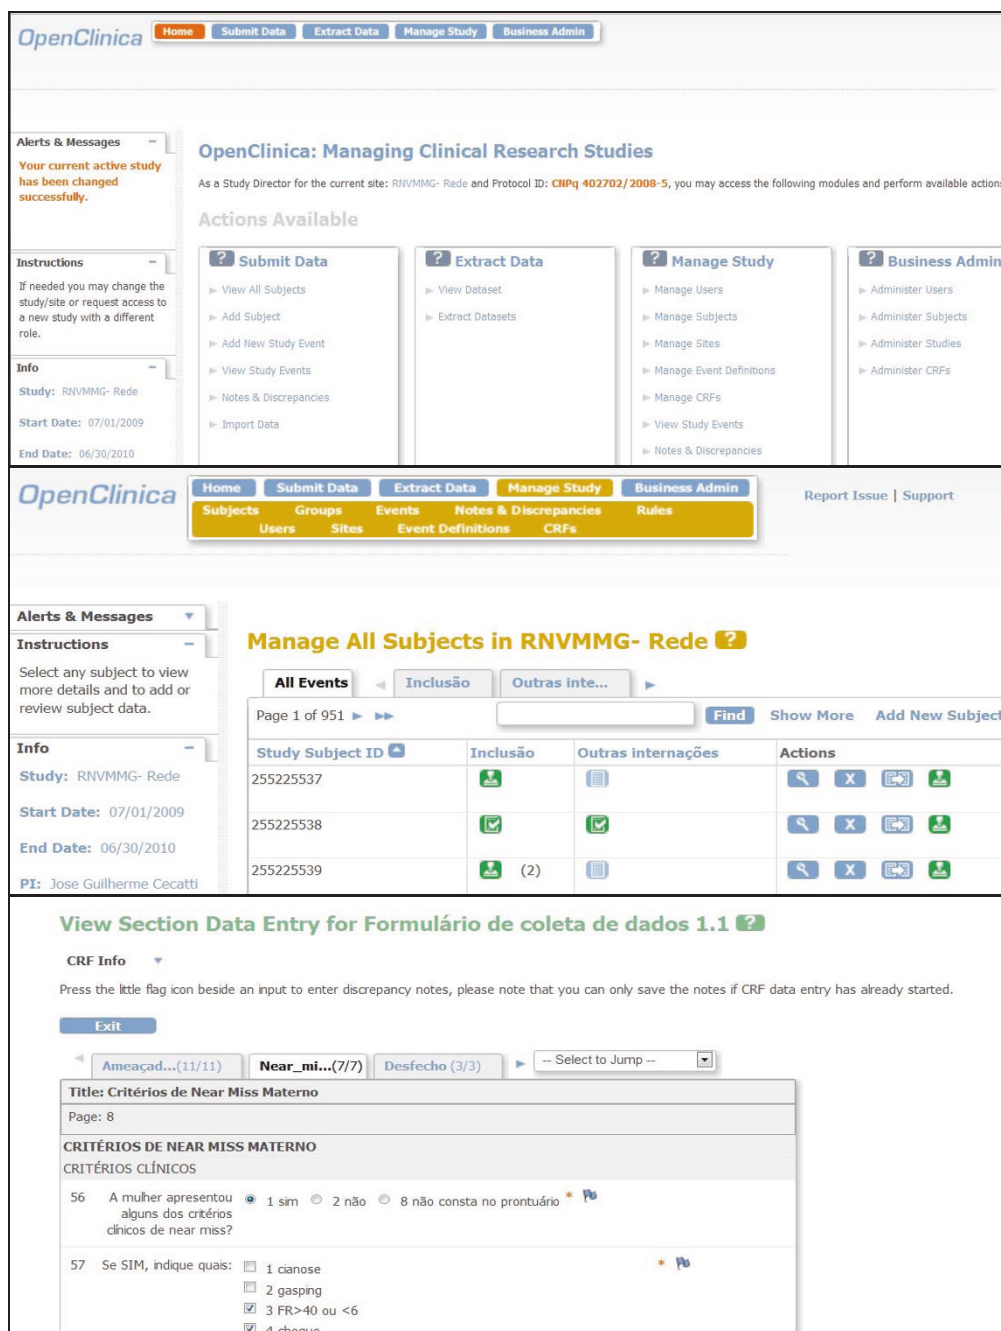 OpenClinica Home Submit Data Extract Data Manage Study Business Admin
Alerts & Messages
Your current active study
has been changed
successfully.
OpenClinica: Managing Clinical Research Studies
As a Study Director for the current site: RNVMMG- Rede and Protocol ID: CNPq 402702/2008-5, you may access the following modules and perform available actions
Actions Available
Instructions
If needed you may change the
study/site or request access to
a new study with a different
role.
Info
Study: RNVMMG- Rede
Start Date: 07/01/2009
End Date: 06/30/2010
? Submit Data
View All Subjects
Add Subject
Add New Study Event
View Study Events
Notes & Discrepancies
Import Data
? Extract Data
View Dataset
Extract Datasets
? Manage Study
Manage Users
Manage Subjects
Manage Sites
Manage Event Definitions
Manage CRFs
View Study Events
Notes & Discrepancies
? Business Admin
Administer Users
Administer Subjects
Administer Studies
Administer CRFs
OpenClinica Home Submit Data Extract Data Manage Study Business Admin
Subjects Groups Events Notes & Discrepancies Rules
Users Sites Event Definitions CRFs
Report Issue | Support
Alerts & Messages
Instructions
Select any subject to view
more details and to add or
review subject data.
Info
Study: RNVMMG- Rede
Start Date: 07/01/2009
End Date: 06/30/2010
PI: Jose Guilherme Cecatti
Manage All Subjects in RNVMMG- Rede ?
All Events Inclusão Outras inte...
Page 1 of 951 Find Show More Add New Subject
Study Subject ID Inclusão Outras internações Actions
255225537 X
255225538 X
255225539 (2) X
View Section Data Entry for Formulário de coleta de dados 1.1 ?
CRF Info
Press the little flag icon beside an input to enter discrepancy notes, please note that you can only save the notes if CRF data entry has already started.
Exit
Ameaçad...(11/11) Near_mi...(7/7) Desfecho (3/3) -- Select to Jump --
Title: Critérios de Near Miss Materno
Page: 8
CRITÉRIOS DE NEAR MISS MATERNO
CRITÉRIOS CLÍNICOS
56 A mulher apresentou 1 sim 2 não 8 não consta no prontuário *
alguns dos critérios
clínicos de near miss?
57 Se SIM, indique quais: 1 cianose *
2 gasping
3 FR>40 ou <6
4 choque